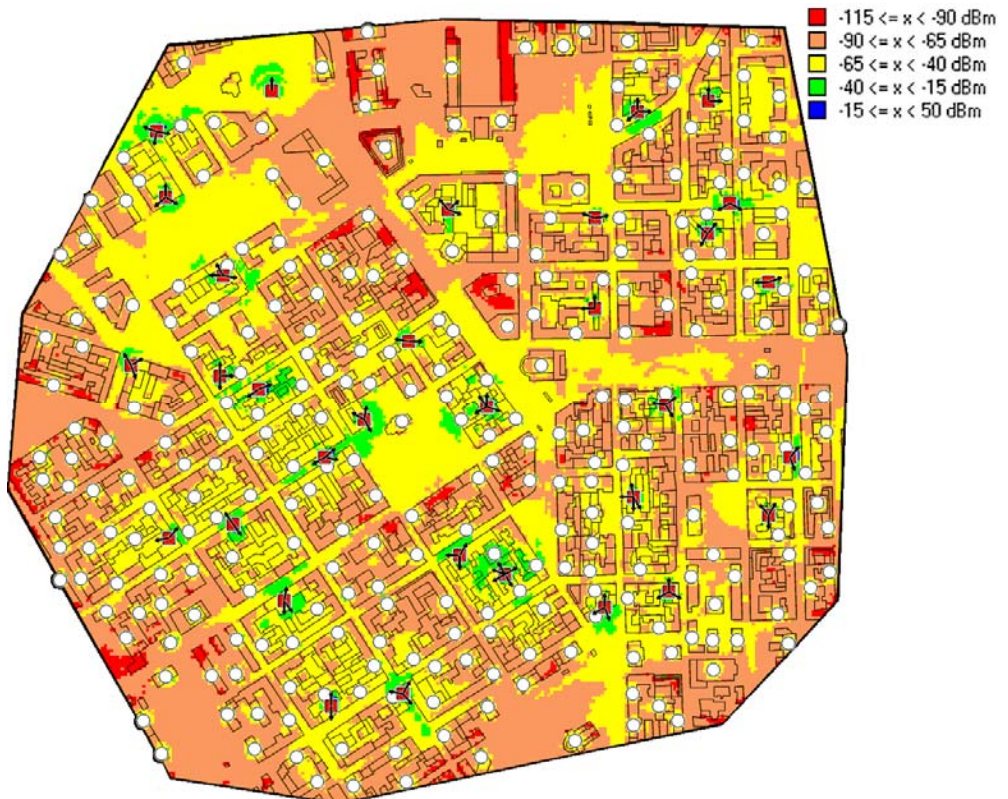 -115 <= x < -90 dBm
-90 <= x < -65 dBm
-65 <= x < -40 dBm
-40 <= x < -15 dBm
-15 <= x < 50 dBm